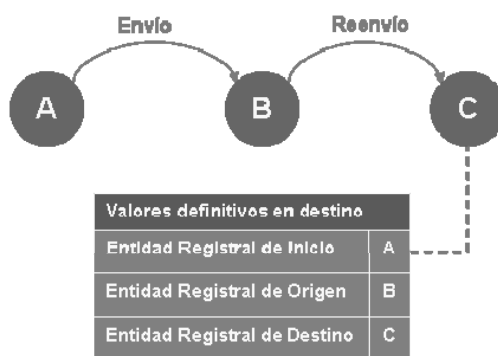 Envío
Reenvío
A
B
C
Valores definitivos en destino
Entidad Registral de Inicio A
Entidad Registral de Origen B
Entidad Registral de Destino C